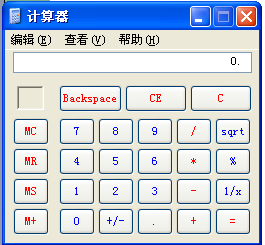 计算器
编辑(E) 查看(V) 帮助(H)
0.
Backspace CE C
MC 7 8 9 / sqrt
MR 4 5 6 * %
MS 1 2 3 - 1/x
M+ 0 +/- . + =